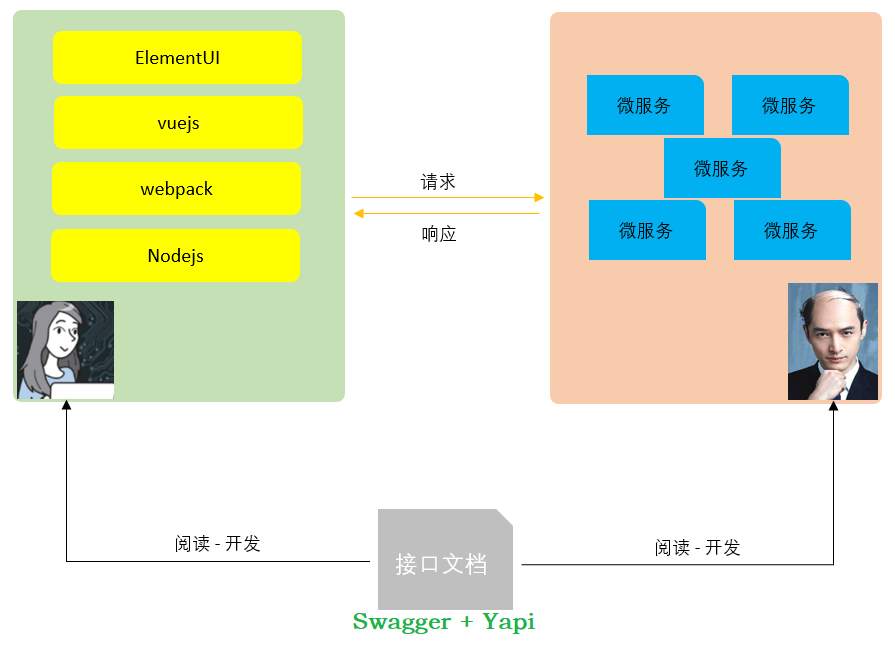 ElementUI
vuejs
webpack
Nodejs
请求
响应
微服务
微服务
微服务
微服务
微服务
阅读 - 开发
接口文档
阅读 - 开发
Swagger + Yapi